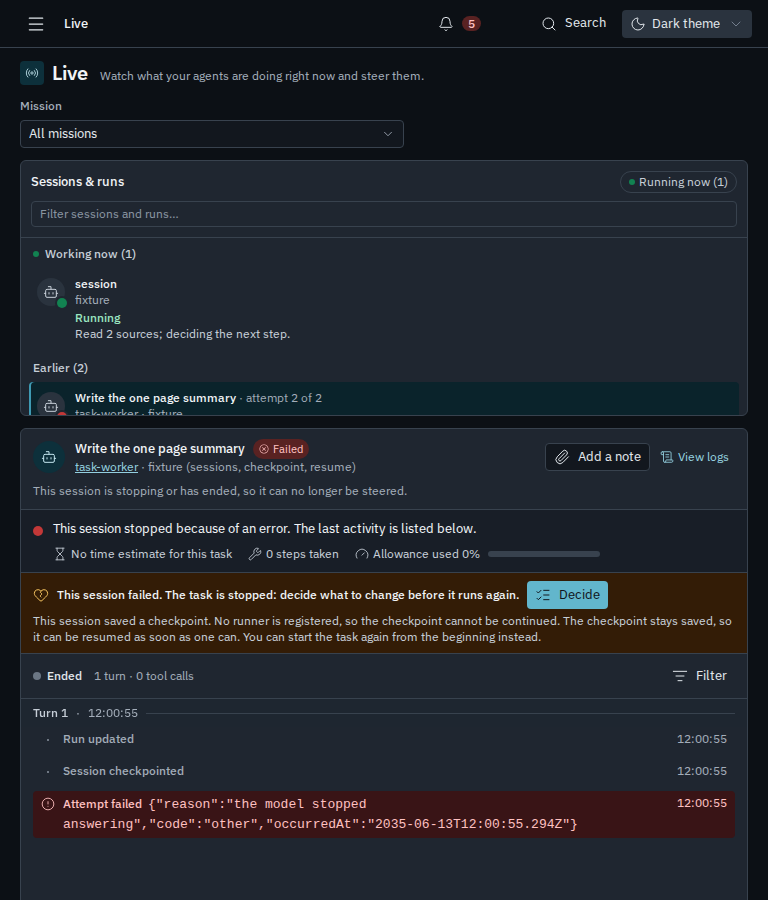 Live
5
Search
Dark theme
Live
Watch what your agents are doing right now and steer them.
Mission
All missions
Sessions & runs
Running now (1)
Filter sessions and runs...
Working now (1)
session
fixture
Running
Read 2 sources; deciding the next step.
Earlier (2)
Write the one page summary · attempt 2 of 2
task-worker · fixture
Write the one page summary
Failed
task-worker · fixture (sessions, checkpoint, resume)
Add a note
View logs
This session is stopping or has ended, so it can no longer be steered.
This session stopped because of an error. The last activity is listed below.
No time estimate for this task
0 steps taken
Allowance used 0%
This session failed. The task is stopped: decide what to change before it runs again.
Decide
This session saved a checkpoint. No runner is registered, so the checkpoint cannot be continued. The checkpoint stays saved, so
it can be resumed as soon as one can. You can start the task again from the beginning instead.
Ended
1 turn · 0 tool calls
Filter
Turn 1 · 12:00:55
· Run updated 12:00:55
· Session checkpointed 12:00:55
Attempt failed {"reason":"the model stopped 12:00:55
answering","code":"other","occurredAt":"2035-06-13T12:00:55.294Z"}